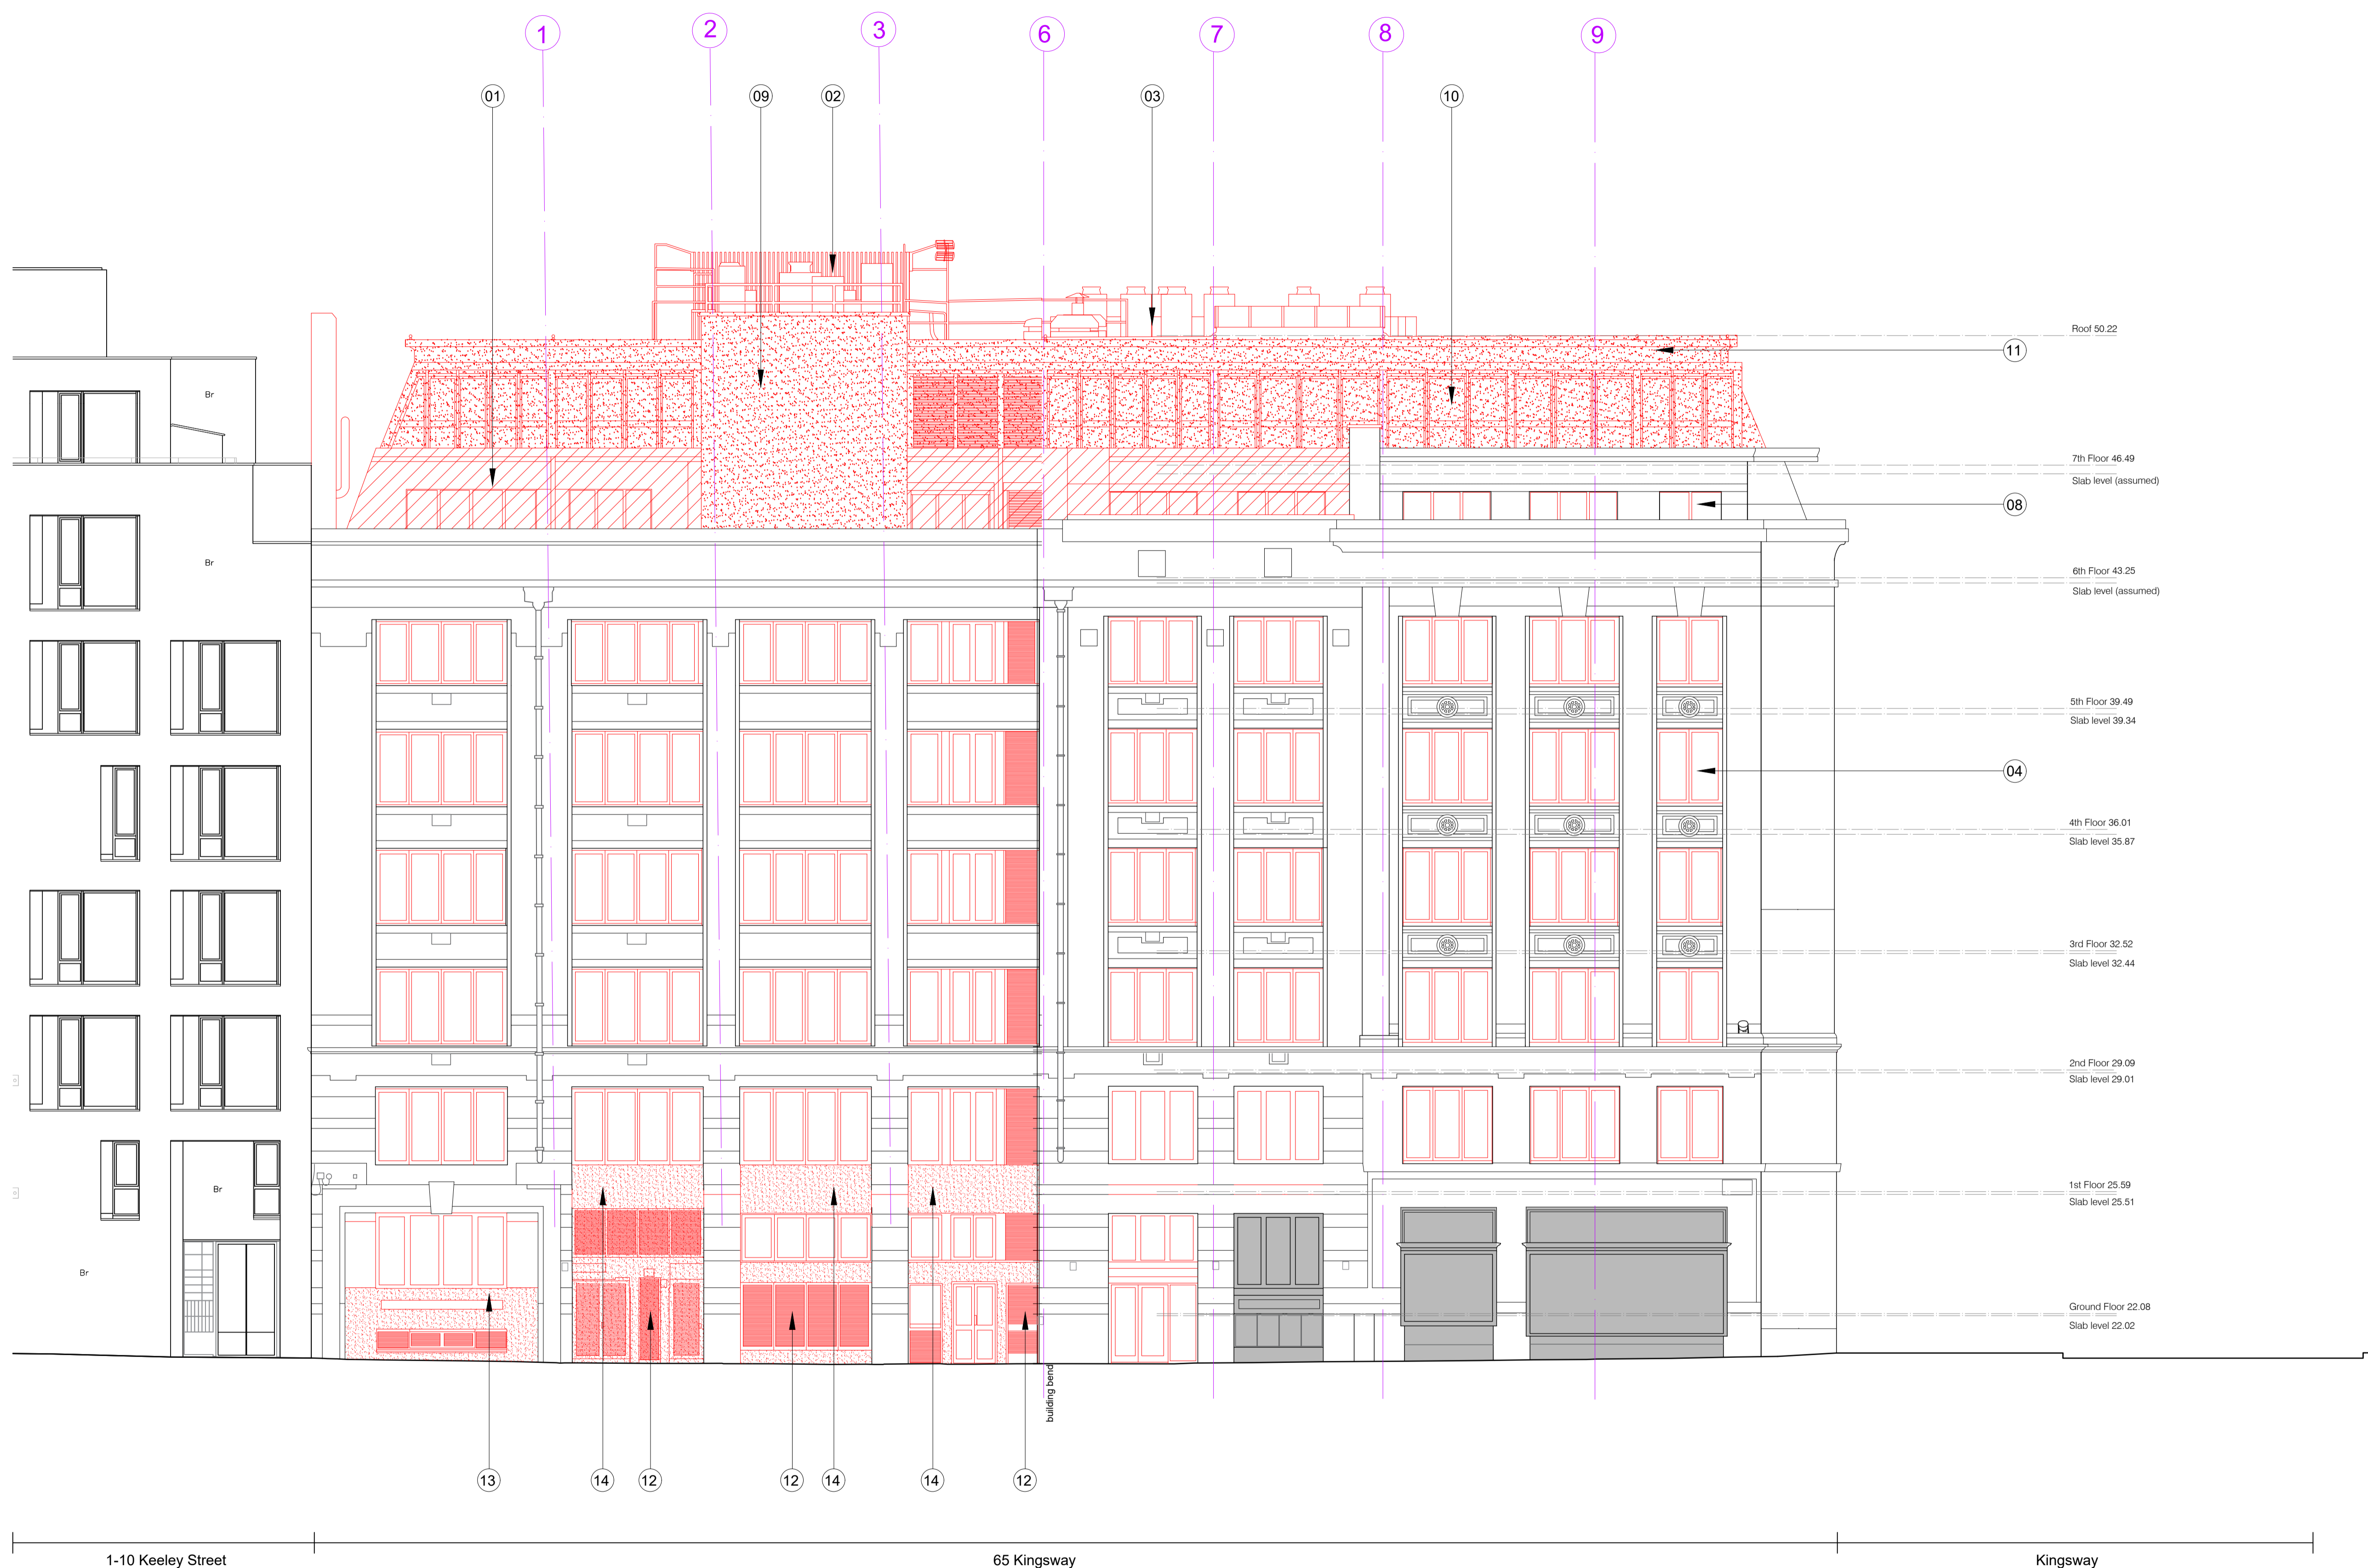 1
2
3
6
7
8
9
01
09
02
03
10
Roof 50.22
11
Br
7th Floor 46.49
Slab level (assumed)
08
Br
6th Floor 43.25
Slab level (assumed)
5th Floor 39.49
Slab level 39.34
04
4th Floor 36.01
Slab level 35.87
3rd Floor 32.52
Slab level 32.44
2nd Floor 29.09
Slab level 29.01
Br
1st Floor 25.59
Slab level 25.51
Br
Ground Floor 22.08
Slab level 22.02
building bend
13
14
12
12
14
14
12
1-10 Keeley Street
65 Kingsway
Kingsway